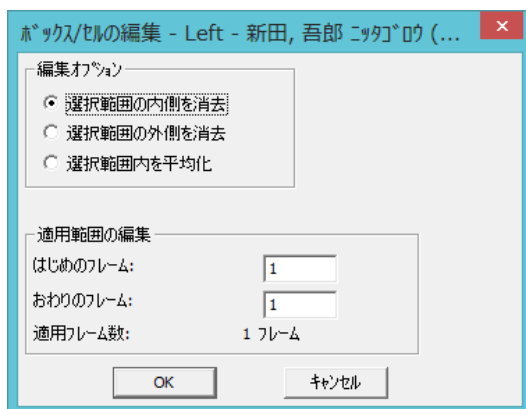 ﾎﾞｯｸｽ/ｾﾙの編集 - Left - 新田, 吾郎 ﾆｯﾀｺﾞﾛｳ (...
編集ｵﾌﾟｼｮﾝ
選択範囲の内側を消去
選択範囲の外側を消去
選択範囲内を平均化
適用範囲の編集
はじめのﾌﾚｰﾑ:
1
おわりのﾌﾚｰﾑ:
1
適用ﾌﾚｰﾑ数:
1 ﾌﾚｰﾑ
OK
ｷｬﾝｾﾙ